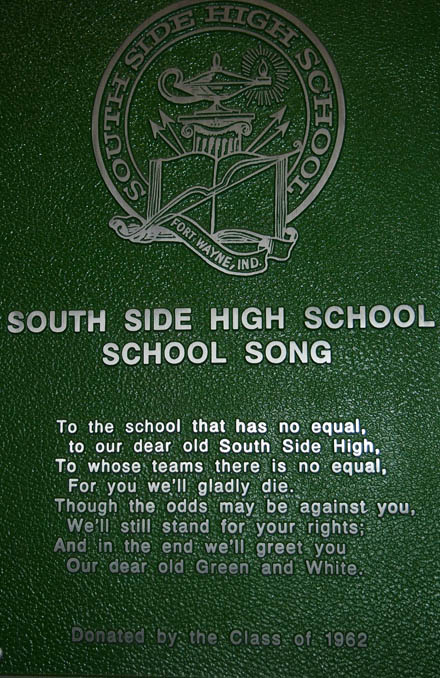 SOUTH SIDE HIGH SCHOOL
FORT WAYNE, IND.
SOUTH SIDE HIGH SCHOOL
SCHOOL SONG
To the school that has no equal,
to our dear old South Side High,
To whose teams there is no equal,
For you we'll gladly die.
Though the odds may be against you,
We'll still stand for your rights;
And in the end we'll greet you
Our dear old Green and White.
Donated by the Class of 1962